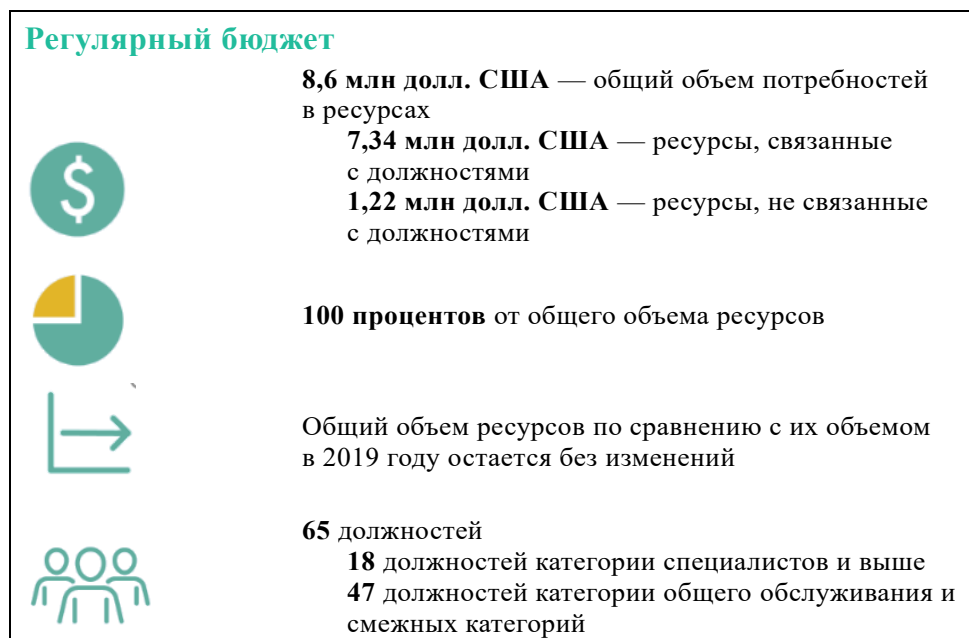 Регулярный бюджет
8,6 млн долл. США — общий объем потребностей
в ресурсах
7,34 млн долл. США — ресурсы, связанные
с должностями
1,22 млн долл. США — ресурсы, не связанные
с должностями
$
100 процентов от общего объема ресурсов
Общий объем ресурсов по сравнению с их объемом
в 2019 году остается без изменений
65 должностей
18 должностей категории специалистов и выше
47 должностей категории общего обслуживания и
смежных категорий